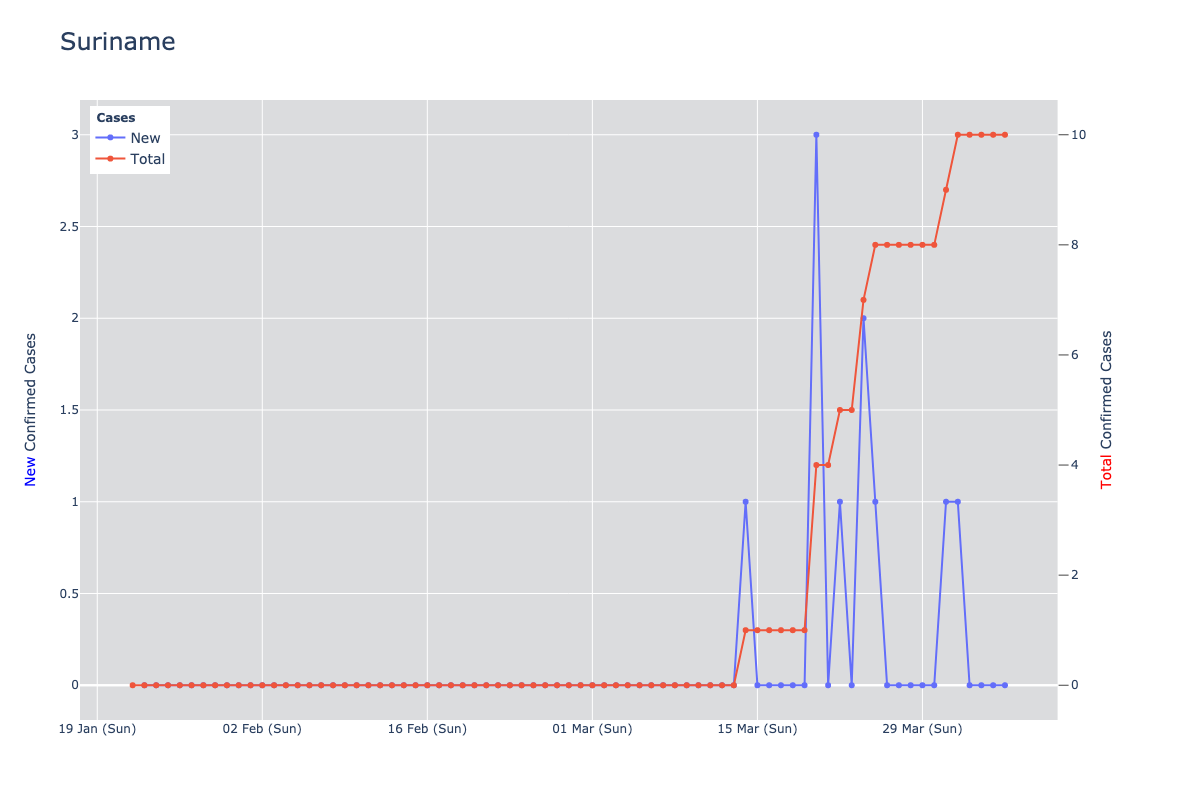 Suriname
Cases
New
Total
3
2.5
2
1.5
1
0.5
0
10
8
6
4
2
0
New Confirmed Cases
Total Confirmed Cases
19 Jan (Sun)
02 Feb (Sun)
16 Feb (Sun)
01 Mar (Sun)
15 Mar (Sun)
29 Mar (Sun)